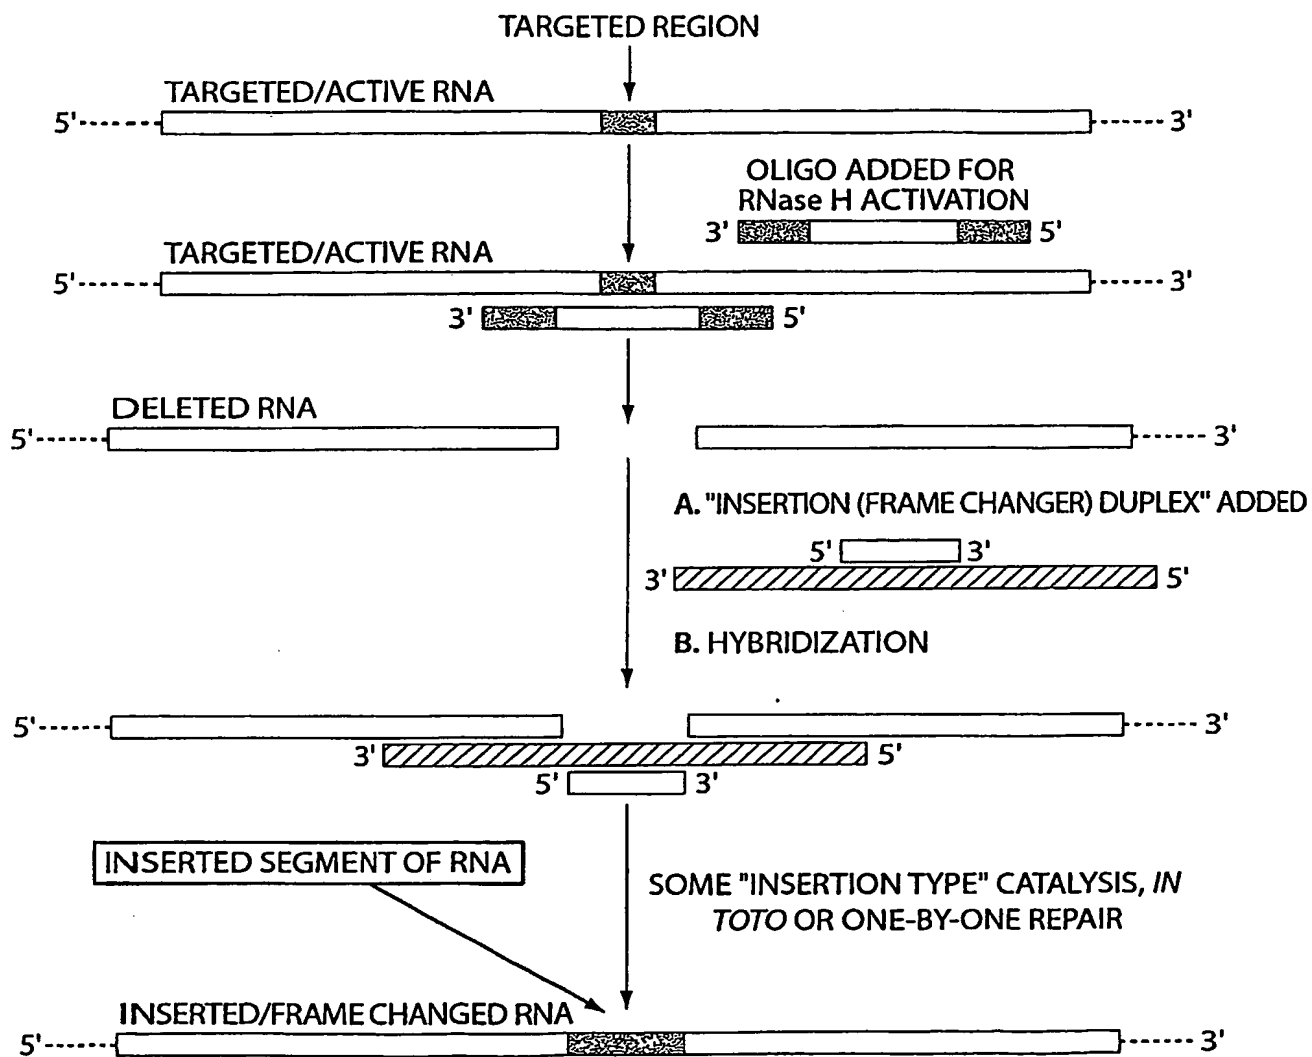 TARGETED REGION
TARGETED/ACTIVE RNA
5' 3'
OLIGO ADDED FOR
RNase H ACTIVATION
3' 5'
TARGETED/ACTIVE RNA
5' 3'
3' 5'
DELETED RNA
5' 3'
A. "INSERTION (FRAME CHANGER) DUPLEX" ADDED
5' 3'
3' 5'
B. HYBRIDIZATION
5' 3'
3' 5'
5' 3'
INSERTED SEGMENT OF RNA
SOME "INSERTION TYPE" CATALYSIS, IN
TOTO OR ONE-BY-ONE REPAIR
INSERTED/FRAME CHANGED RNA
5' 3'